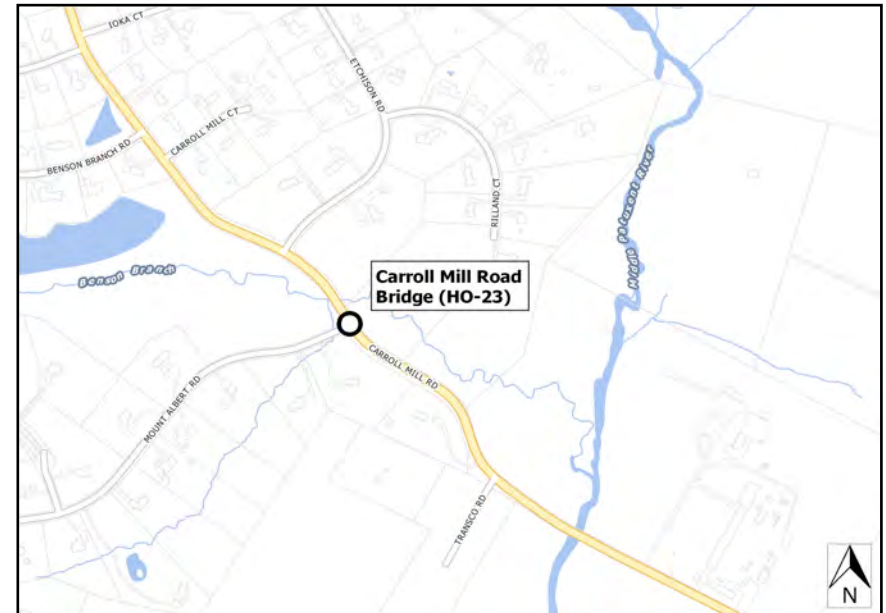 IOKA CT
ETCHISON RD
CARROLL MILL CT
BENSON BRANCH RD
RILLAND CT
Middle Patuxent River
Benson Branch
Carroll Mill Road
Bridge (HO-23)
CARROLL MILL RD
MOUNT ALBERT RD
TRANSCO RD
N